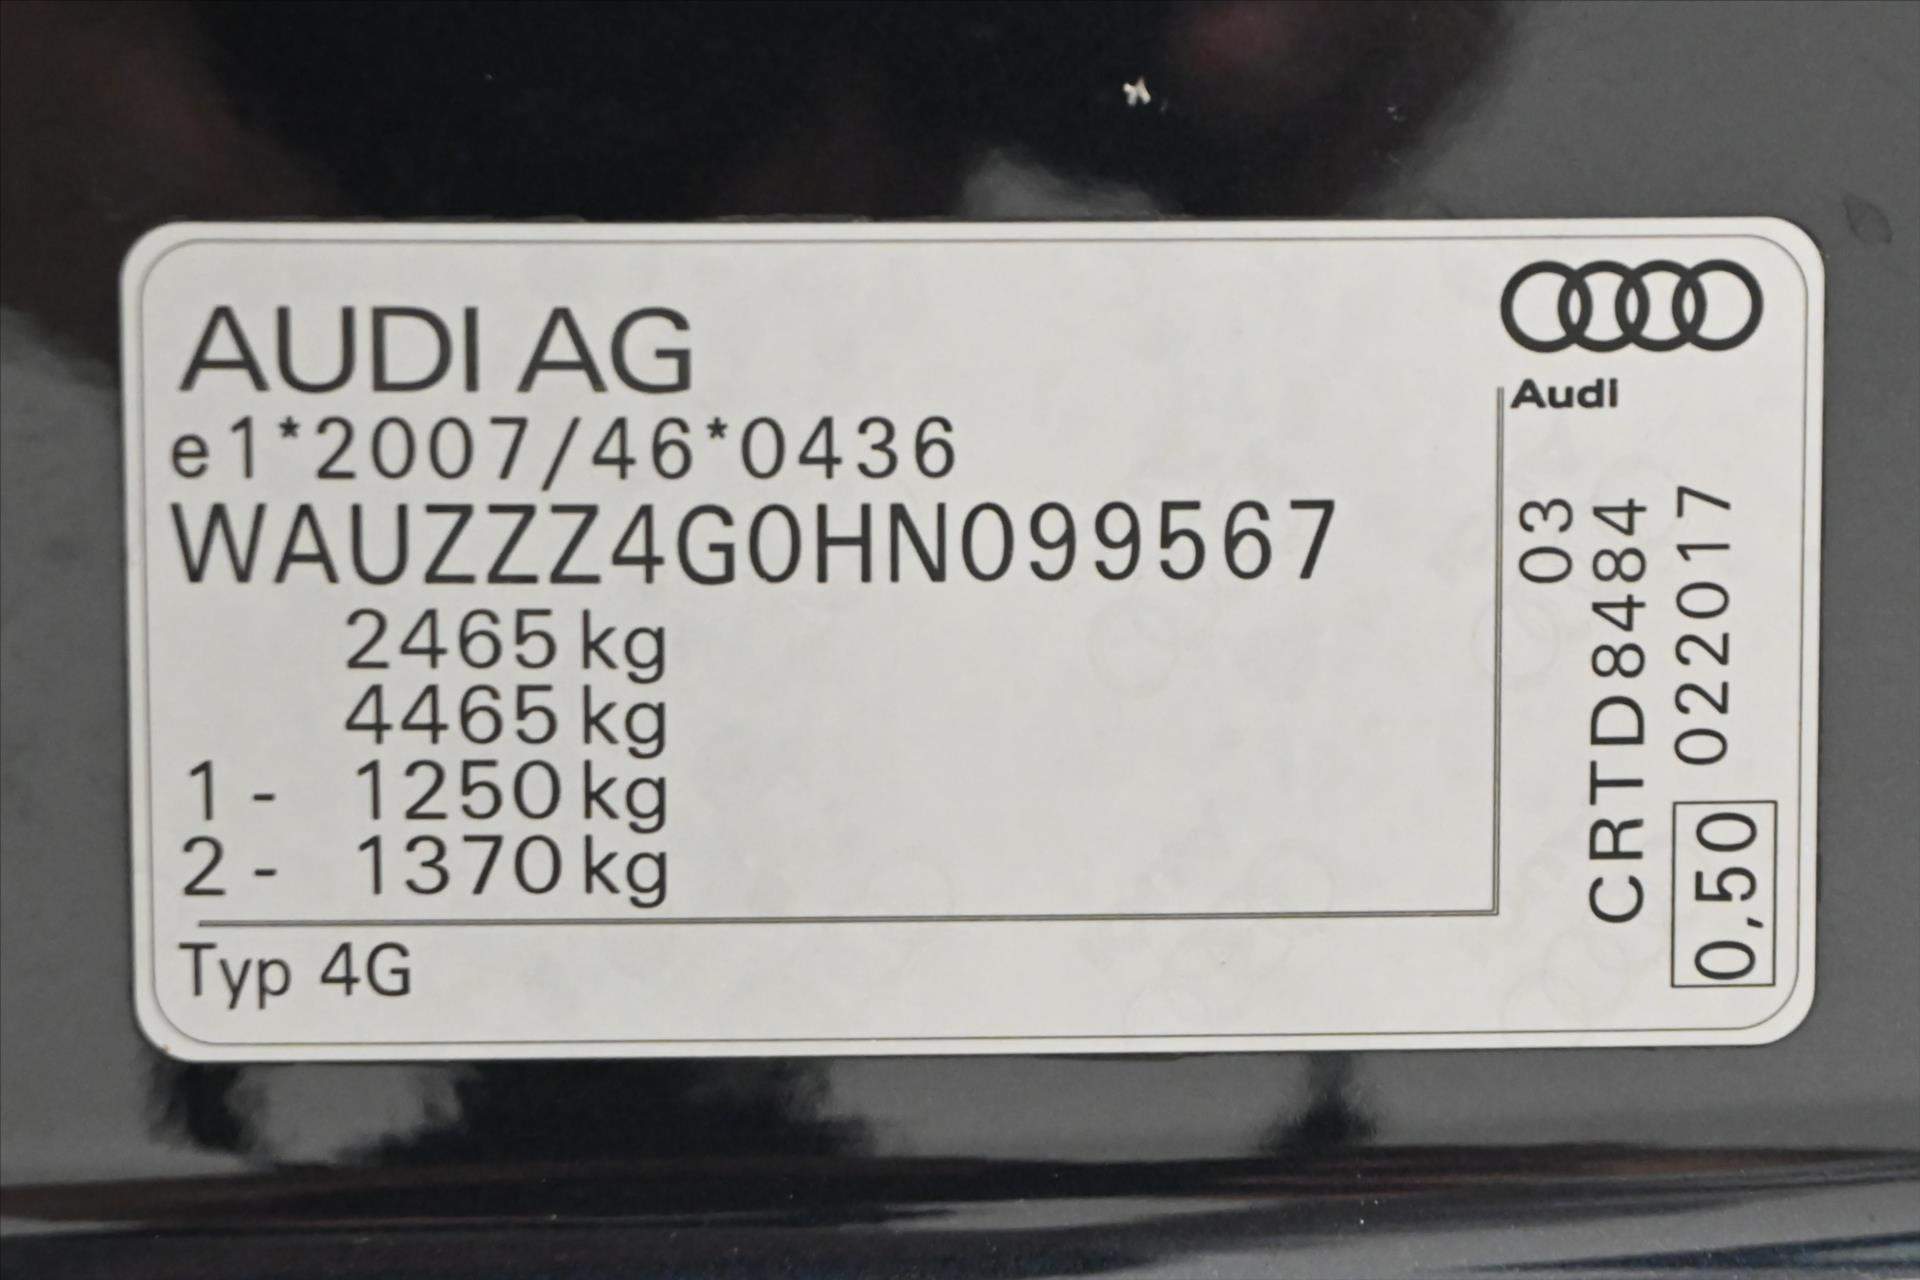 AUDI AG
e1*2007/46*0436
WAUZZZ4G0HN099567
2465 kg
4465 kg
1 - 1250 kg
2 - 1370 kg
Typ 4G
Audi
03
CRTD8484
0,50 022017